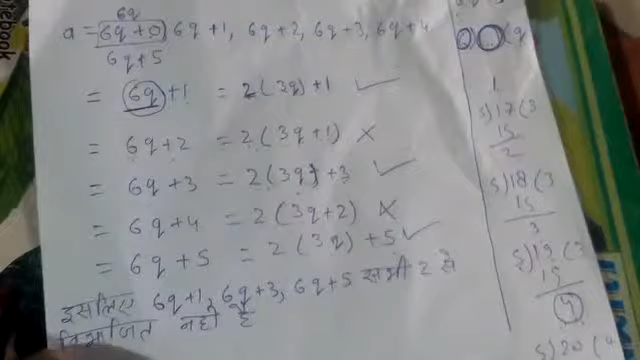 6q
a = 6q+0, 6q+1, 6q+2, 6q+3, 6q+4
6q+5
= 6q+1 = 2(3q)+1 ✓
= 6q+2 = 2(3q+1) ×
= 6q+3 = 2(3q)+3 ✓
= 6q+4 = 2(3q+2) ×
= 6q+5 = 2(3q)+5 ✓
इसलिए 6q+1, 6q+3, 6q+5 सभी 2 से
विभाजित नहीं है
1
5)17(3
15
2
5)18(3
15
3
5)19(3
15
4
5)20(4